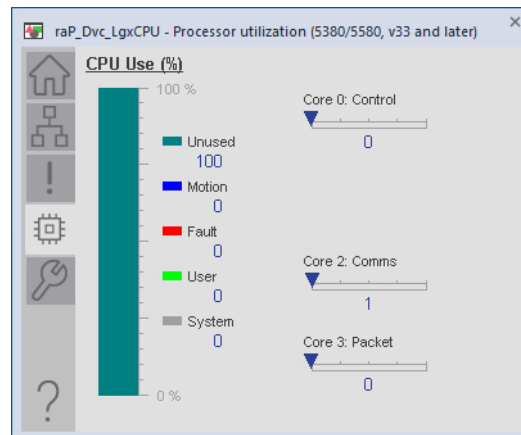 raP_Dvc_LgxCPU - Processor utilization (5380/5580, v33 and later)
CPU Use (%)
100 %
Unused
100
Motion
0
Fault
0
User
0
System
0
0 %
Core 0: Control
0
Core 2: Comms
1
Core 3: Packet
0
!
?